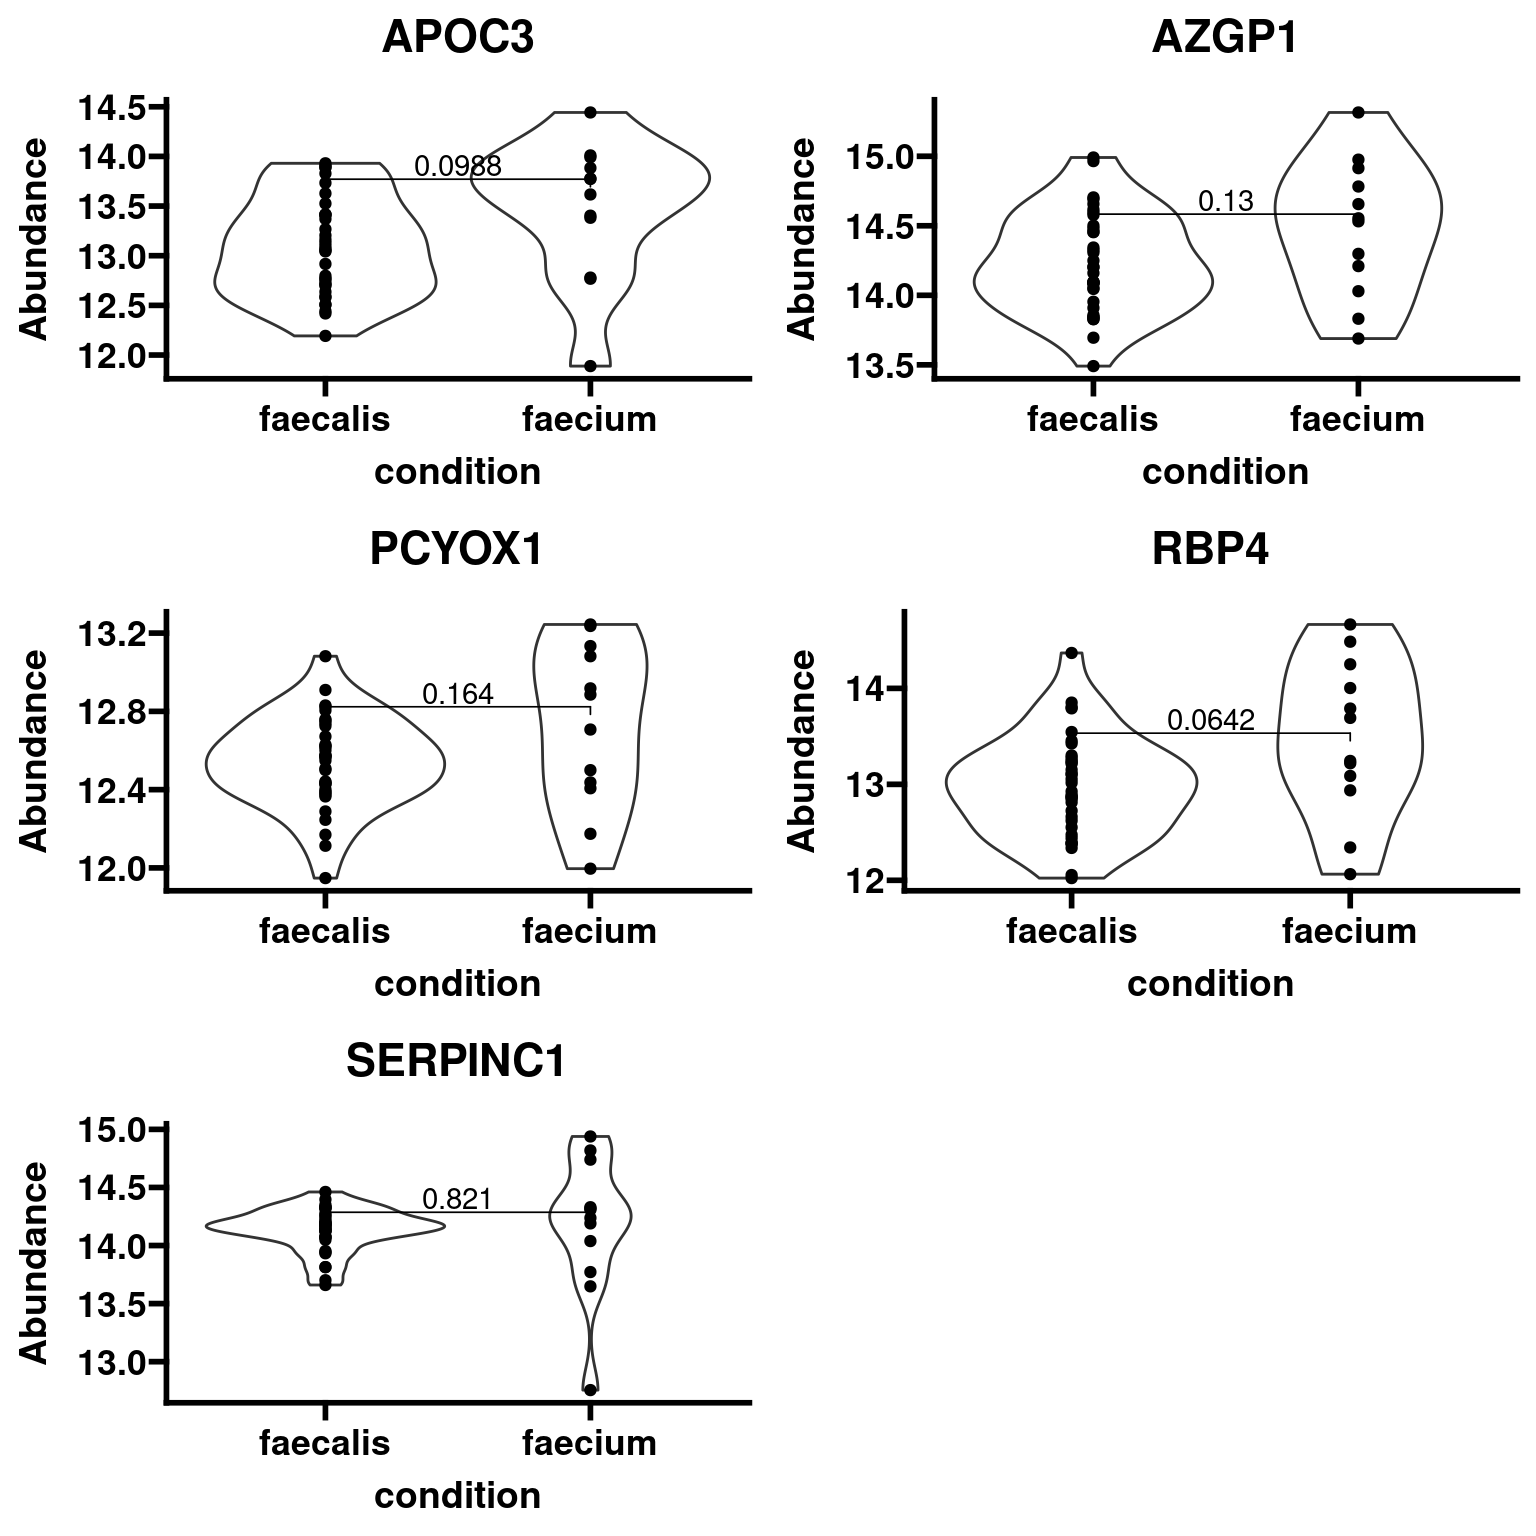 APOC3
Abundance
14.5
14.0
13.5
13.0
12.5
12.0
0.0988
faecalis
faecium
condition
AZGP1
Abundance
15.0
14.5
14.0
13.5
0.13
faecalis
faecium
condition
PCYOX1
Abundance
13.2
12.8
12.4
12.0
0.164
faecalis
faecium
condition
RBP4
Abundance
14
13
12
0.0642
faecalis
faecium
condition
SERPINC1
Abundance
15.0
14.5
14.0
13.5
13.0
0.821
faecalis
faecium
condition